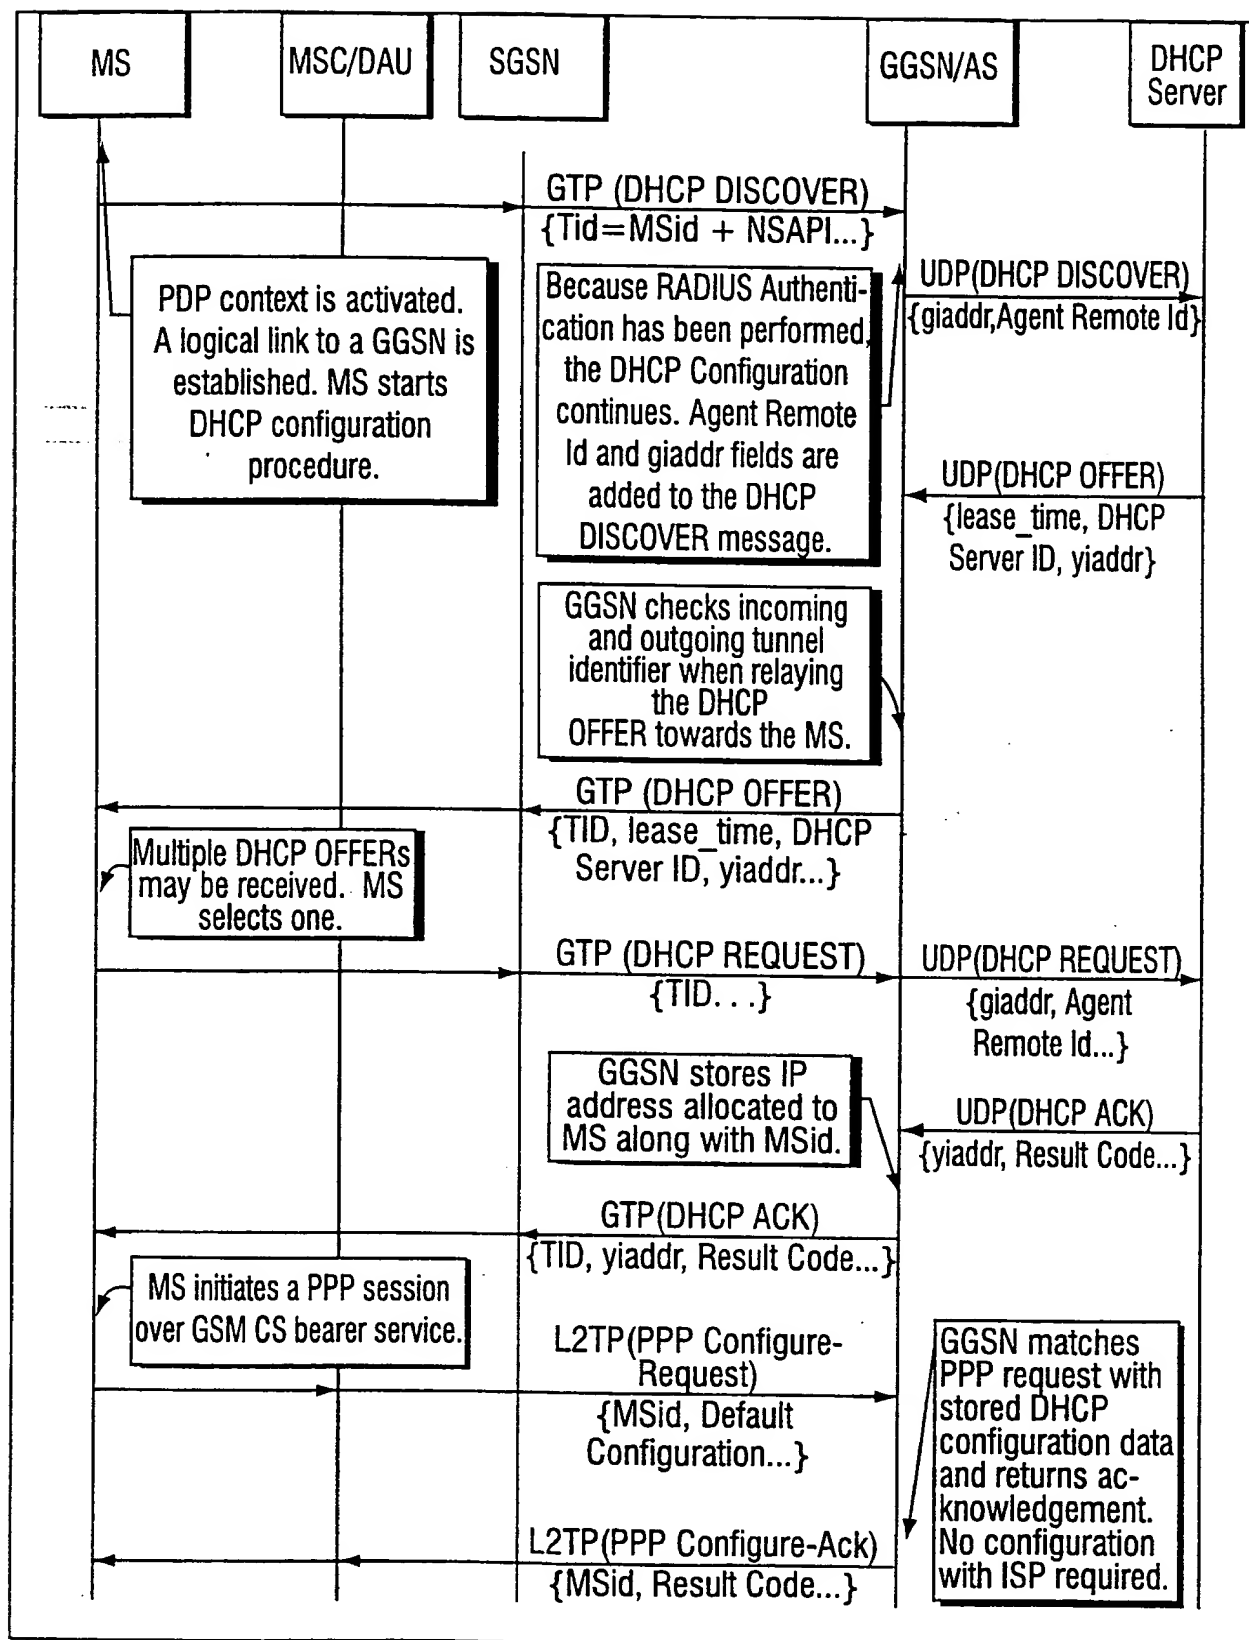 MS
MSC/DAU
SGSN
GGSN/AS
DHCP
Server
GTP (DHCP DISCOVER)
{Tid=MSid + NSAPI...}
PDP context is activated.
A logical link to a GGSN is
established. MS starts
DHCP configuration
procedure.
Because RADIUS Authenti-
cation has been performed,
the DHCP Configuration
continues. Agent Remote
Id and giaddr fields are
added to the DHCP
DISCOVER message.
UDP(DHCP DISCOVER)
{giaddr,Agent Remote Id}
UDP(DHCP OFFER)
{lease_time, DHCP
Server ID, yiaddr}
GGSN checks incoming
and outgoing tunnel
identifier when relaying
the DHCP
OFFER towards the MS.
GTP (DHCP OFFER)
{TID, lease_time, DHCP
Server ID, yiaddr...}
Multiple DHCP OFFERs
may be received. MS
selects one.
GTP (DHCP REQUEST)
{TID. . .}
UDP(DHCP REQUEST)
{giaddr, Agent
Remote Id...}
GGSN stores IP
address allocated to
MS along with MSid.
UDP(DHCP ACK)
{yiaddr, Result Code...}
GTP(DHCP ACK)
{TID, yiaddr, Result Code...}
MS initiates a PPP session
over GSM CS bearer service.
L2TP(PPP Configure-
Request)
{MSid, Default
Configuration...}
GGSN matches
PPP request with
stored DHCP
configuration data
and returns ac-
knowledgement.
No configuration
with ISP required.
L2TP(PPP Configure-Ack)
{MSid, Result Code...}